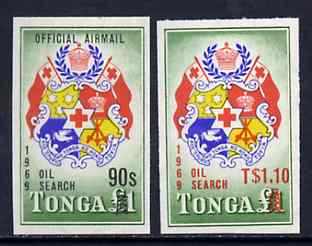 OFFICIAL AIRMAIL
1969 OIL SEARCH
90s
TONGA £1
1969 OIL SEARCH
T$1.10
TONGA £1